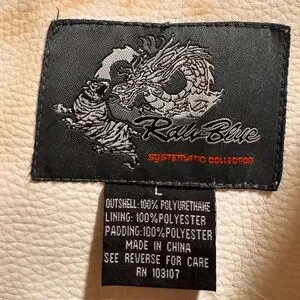 Raw Blue
SYSTEMATIC COLLECTION
L
OUTSHELL: 100% POLYURETHANE
LINING: 100% POLYESTER
PADDING: 100% POLYESTER
MADE IN CHINA
SEE REVERSE FOR CARE
RN 103107